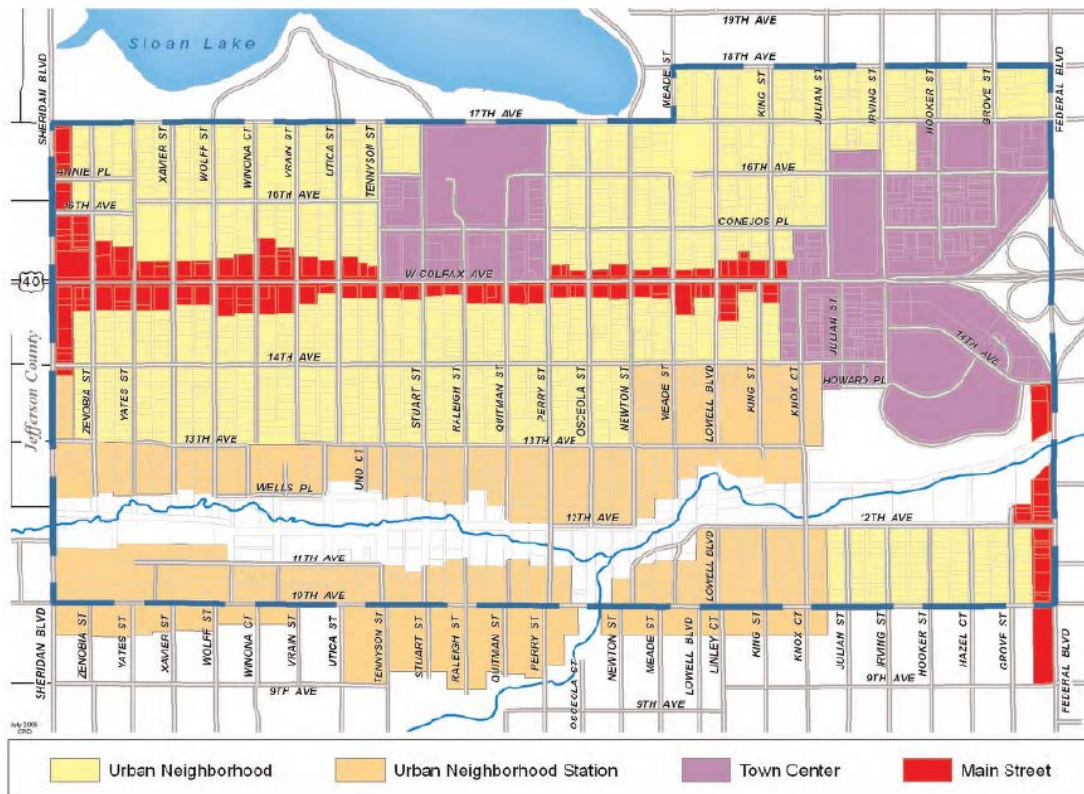 19TH AVE
Sloan Lake
SHERIDAN BLVD
MEADE ST
18TH AVE
KING ST
JULIAN ST
IRVING ST
HOOKER ST
GROVE ST
FEDERAL BLVD
17TH AVE
XAVIER ST
WOLFF ST
WINONA CT
VRAIN ST
UTICA ST
TENNYSON ST
ANNIE PL
16TH AVE
16TH AVE
16TH AVE
CONEJOS PL
W COLFAX AVE
40
JULIAN ST
14TH AVE
14TH AVE
HOWARD PL
Jefferson County
ZENOBIA ST
YATES ST
STUART ST
RALEIGH ST
QUITMAN ST
PERRY ST
OSCEOLA ST
NEWTON ST
MEADE ST
LOWELL BLVD
KING ST
KNOX CT
13TH AVE
13TH AVE
WELLS PL
12TH AVE
12TH AVE
11TH AVE
LOWELL BLVD
10TH AVE
SHERIDAN BLVD
ZENOBIA ST
YATES ST
XAVIER ST
WOLFF ST
WINONA CT
VRAIN ST
UTICA ST
TENNYSON ST
STUART ST
RALEIGH ST
QUITMAN ST
PERRY ST
OSCEOLA ST
NEWTON ST
MEADE ST
LOWELL BLVD
LINLEY CT
KING ST
KNOX CT
JULIAN ST
IRVING ST
HOOKER ST
HAZEL CT
GROVE ST
FEDERAL BLVD
9TH AVE
9TH AVE
9TH AVE
CPD
Urban Neighborhood
Urban Neighborhood Station
Town Center
Main Street